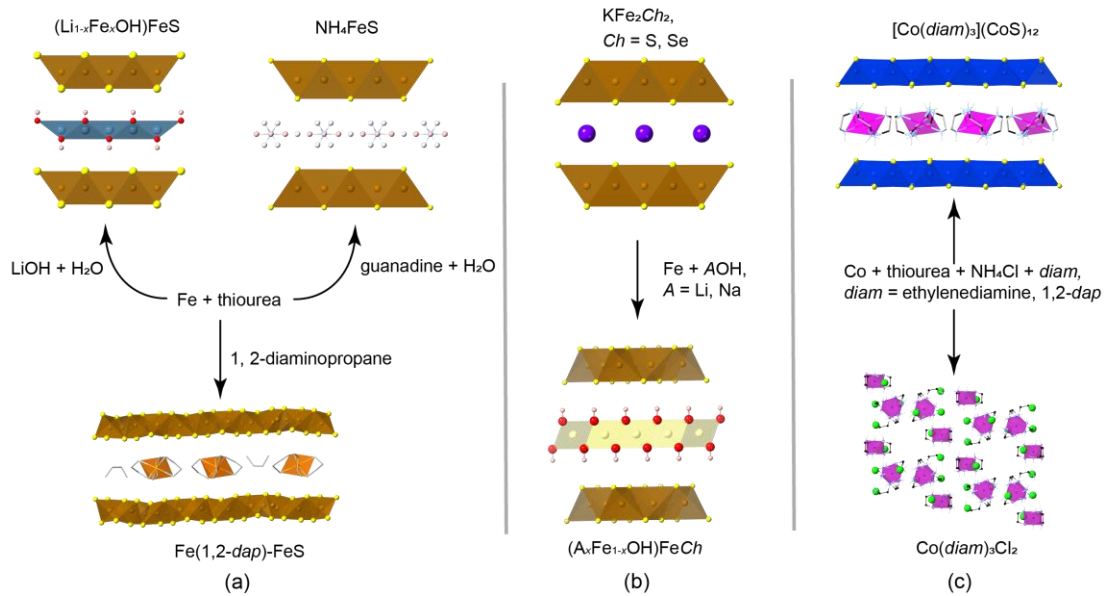 (Li₁₋ₓFeₓOH)FeS
NH₄FeS
LiOH + H₂O
guanadine + H₂O
Fe + thiourea
1, 2-diaminopropane
Fe(1,2-dap)-FeS
(a)
KFe₂Ch₂,
Ch = S, Se
Fe + AOH,
A = Li, Na
(AₓFe₁₋ₓOH)FeCh
(b)
[Co(diam)₃](CoS)₁₂
Co + thiourea + NH₄Cl + diam,
diam = ethylenediamine, 1,2-dap
Co(diam)₃Cl₂
(c)